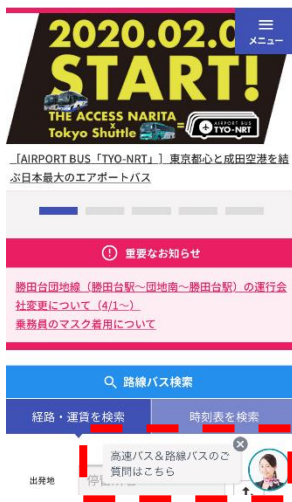 2020.02.0
START!
THE ACCESS NARITA
×
Tokyo Shuttle
=
AIRPORT BUS
TYO-NRT
メニュー
[AIRPORT BUS「TYO-NRT」] 東京都心と成田空港を結
ぶ日本最大のエアポートバス
重要なお知らせ
勝田台団地線（勝田台駅～団地南～勝田台駅）の運行会
社変更について（4/1～）
乗務員のマスク着用について
路線バス検索
経路・運賃を検索
時刻表を検索
高速バス＆路線バスのご
質問はこちら
出発地